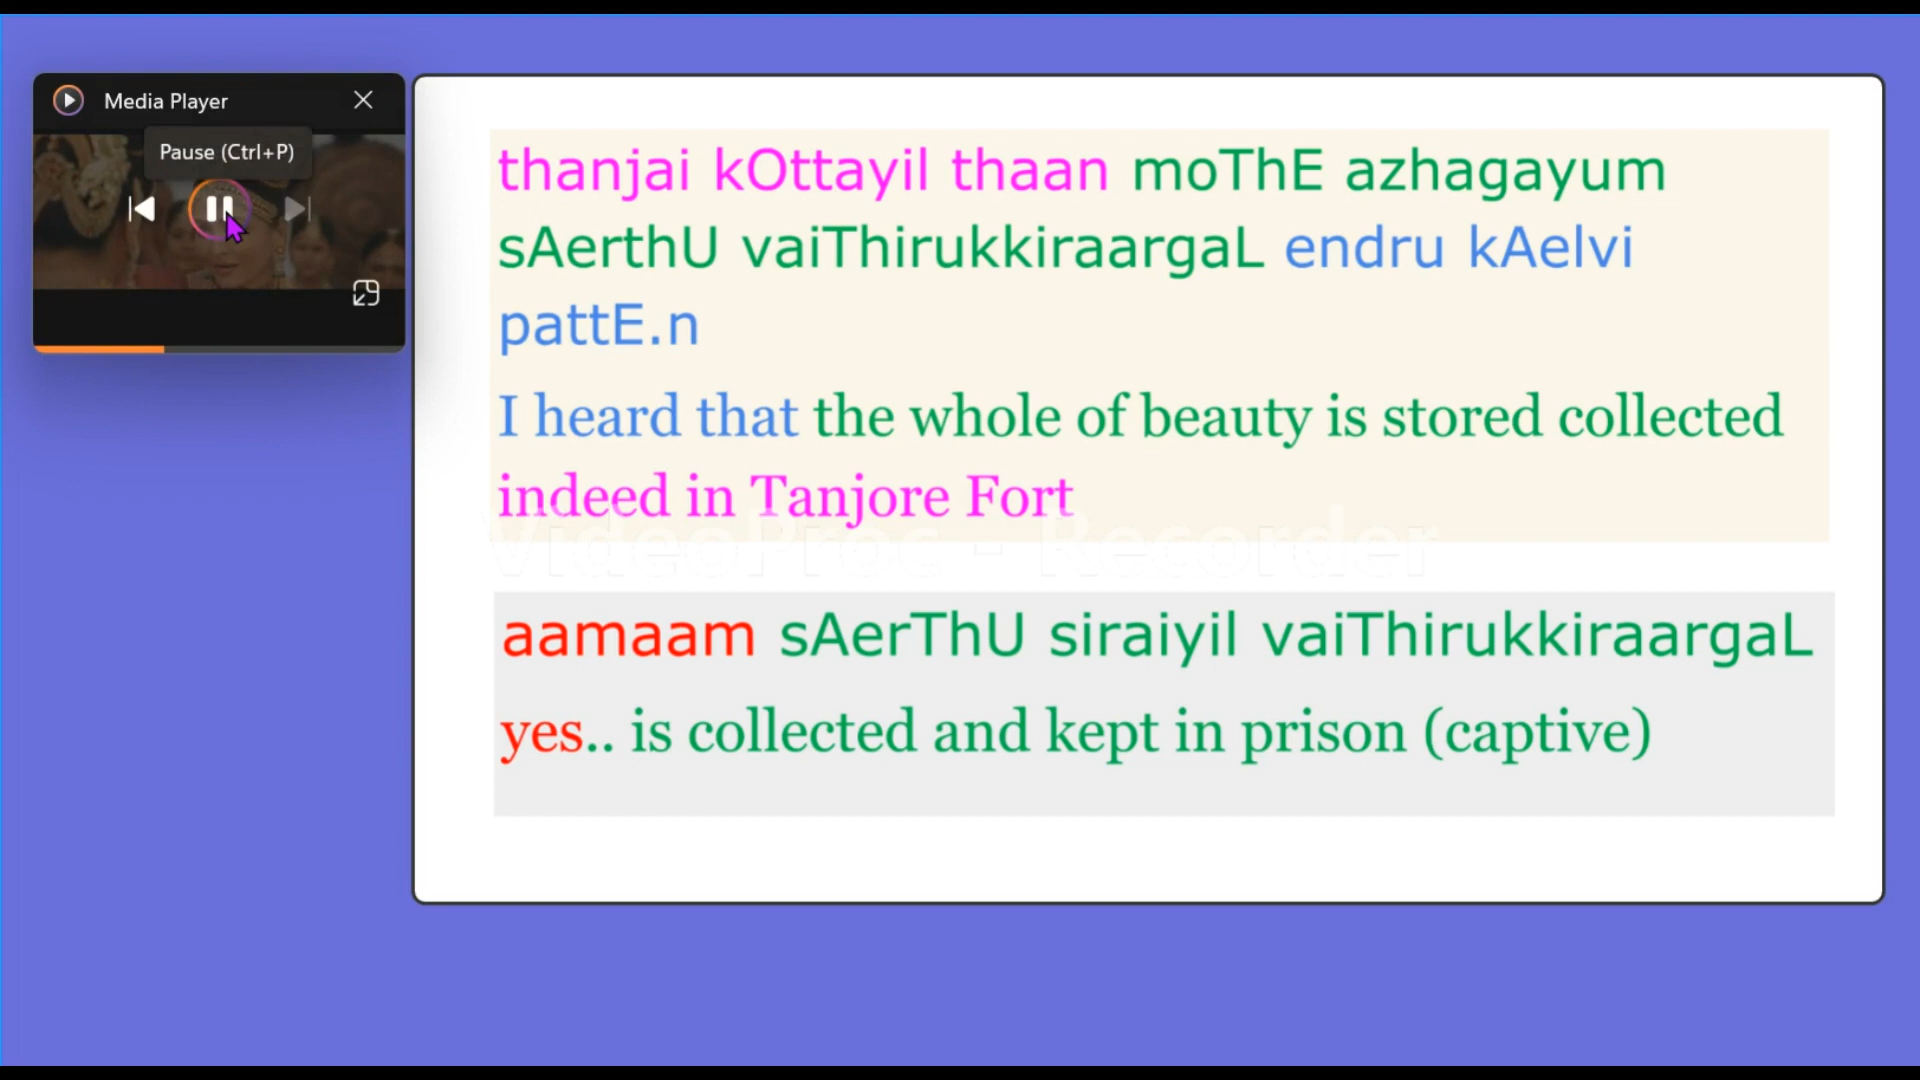 Media Player
Pause (Ctrl+P)
thanjai kOttayil thaan moThE azhagayum
sAerthU vaiThirukkiraargaL endru kAelvi
pattE.n
I heard that the whole of beauty is stored collected
indeed in Tanjore Fort
VideoProc - Recorder
aamaam sAerThU siraiyil vaiThirukkiraargaL
yes.. is collected and kept in prison (captive)